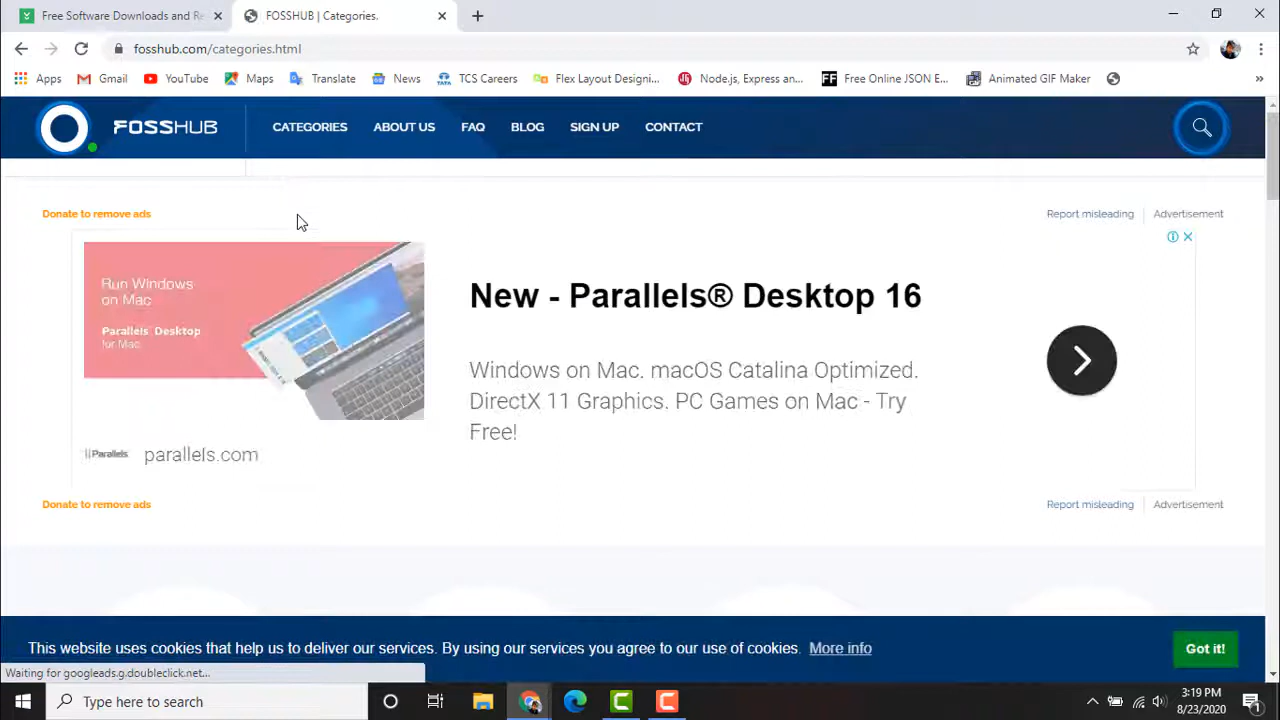 Free Software Downloads and Re
FOSSHUB | Categories.
fosshub.com/categories.html
Apps
Gmail
YouTube
Maps
Translate
News
TCS Careers
Flex Layout Designi...
Node.js, Express an...
FF
Free Online JSON E...
Animated GIF Maker
»
FOSSHUB
CATEGORIES
ABOUT US
FAQ
BLOG
SIGN UP
CONTACT
Donate to remove ads
Report misleading
Advertisement
Run Windows
on Mac
Parallels Desktop
for Mac
New - Parallels® Desktop 16
Windows on Mac. macOS Catalina Optimized.
DirectX 11 Graphics. PC Games on Mac - Try
Free!
Parallels
parallels.com
Donate to remove ads
Report misleading
Advertisement
This website uses cookies that help us to deliver our services. By using our services you agree to our use of cookies. More info
Got it!
Waiting for googleads.g.doubleclick.net...
Type here to search
3:19 PM
8/23/2020
1